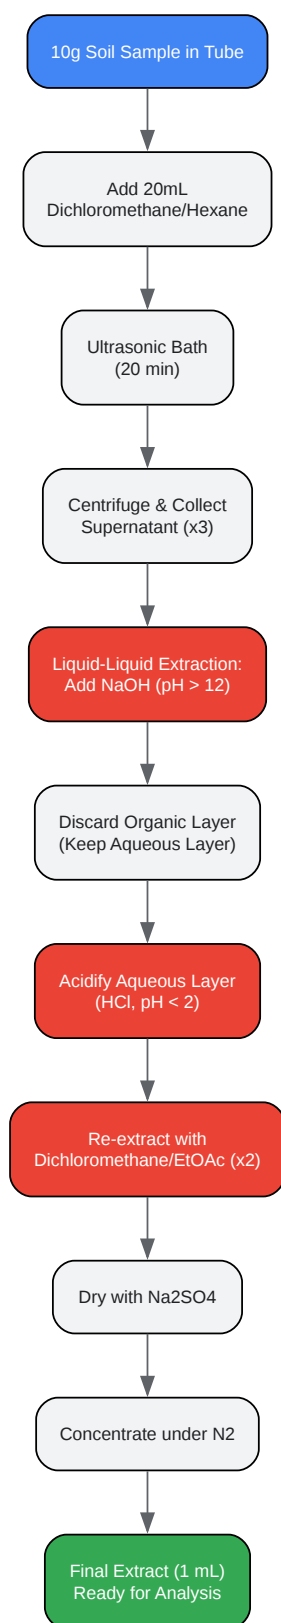 10g Soil Sample in Tube
Add 20mL
Dichloromethane/Hexane
Ultrasonic Bath
(20 min)
Centrifuge & Collect
Supernatant (x3)
Liquid-Liquid Extraction:
Add NaOH (pH > 12)
Discard Organic Layer
(Keep Aqueous Layer)
Acidify Aqueous Layer
(HCl, pH < 2)
Re-extract with
Dichloromethane/EtOAc (x2)
Dry with Na2SO4
Concentrate under N2
Final Extract (1 mL)
Ready for Analysis